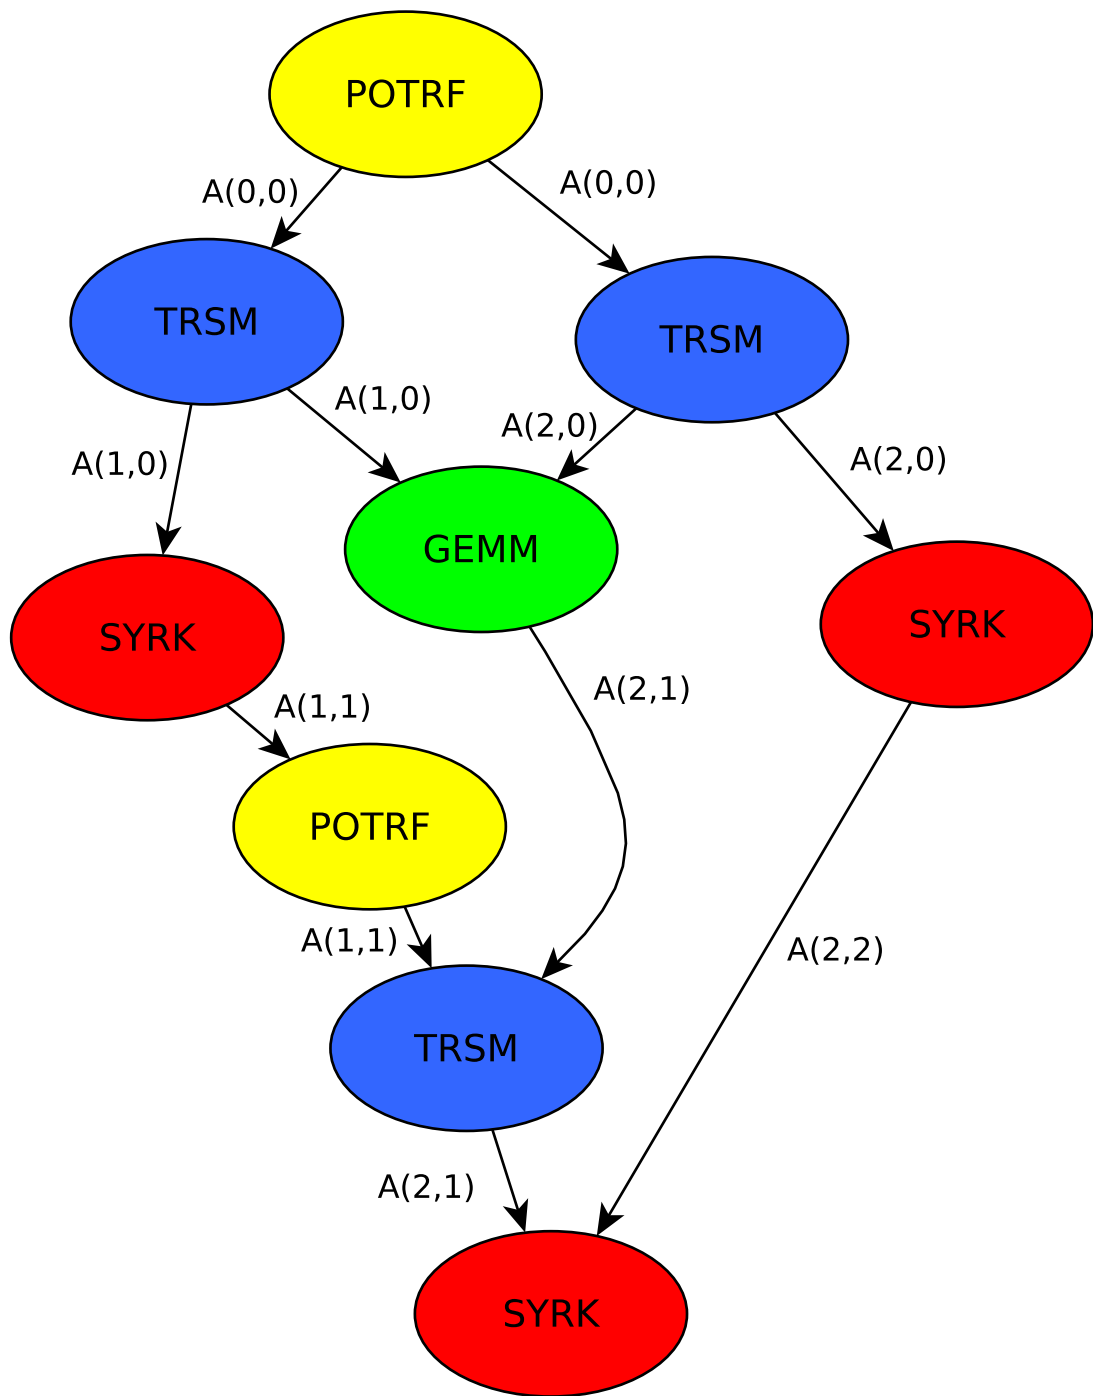 POTRF
A(0,0)
A(0,0)
TRSM
TRSM
A(1,0)
A(2,0)
A(1,0)
A(2,0)
GEMM
SYRK
SYRK
A(1,1)
A(2,1)
POTRF
A(1,1)
A(2,2)
TRSM
A(2,1)
SYRK